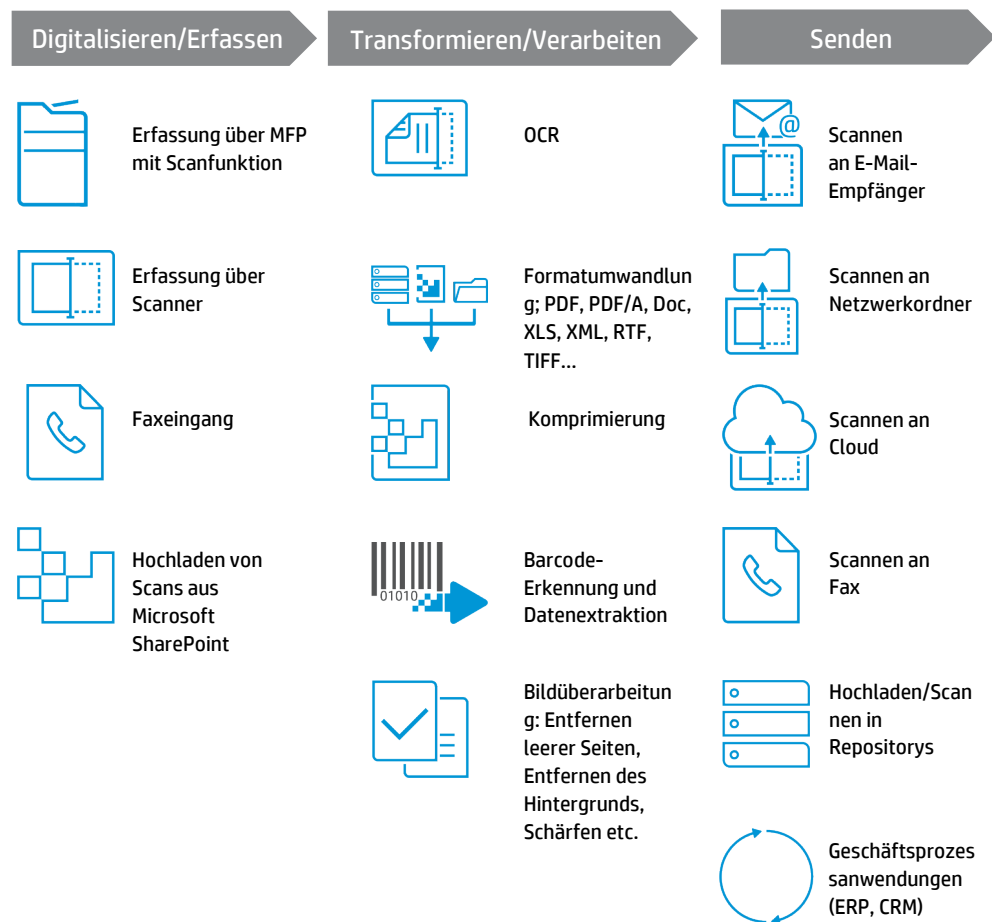 Digitalisieren/Erfassen
Transformieren/Verarbeiten
Senden
Erfassung über MFP
mit Scanfunktion
Erfassung über
Scanner
Faxeingang
Hochladen von
Scans aus
Microsoft
SharePoint
OCR
Formatumwandlun
g; PDF, PDF/A, Doc,
XLS, XML, RTF,
TIFF...
Komprimierung
01010
Barcode-
Erkennung und
Datenextraktion
Bildüberarbeitun
g: Entfernen
leerer Seiten,
Entfernen des
Hintergrunds,
Schärfen etc.
@
Scannen
an E-Mail-
Empfänger
Scannen an
Netzwerkordner
Scannen an
Cloud
Scannen an
Fax
Hochladen/Scan
nen in
Repositorys
Geschäftsprozes
sanwendungen
(ERP, CRM)